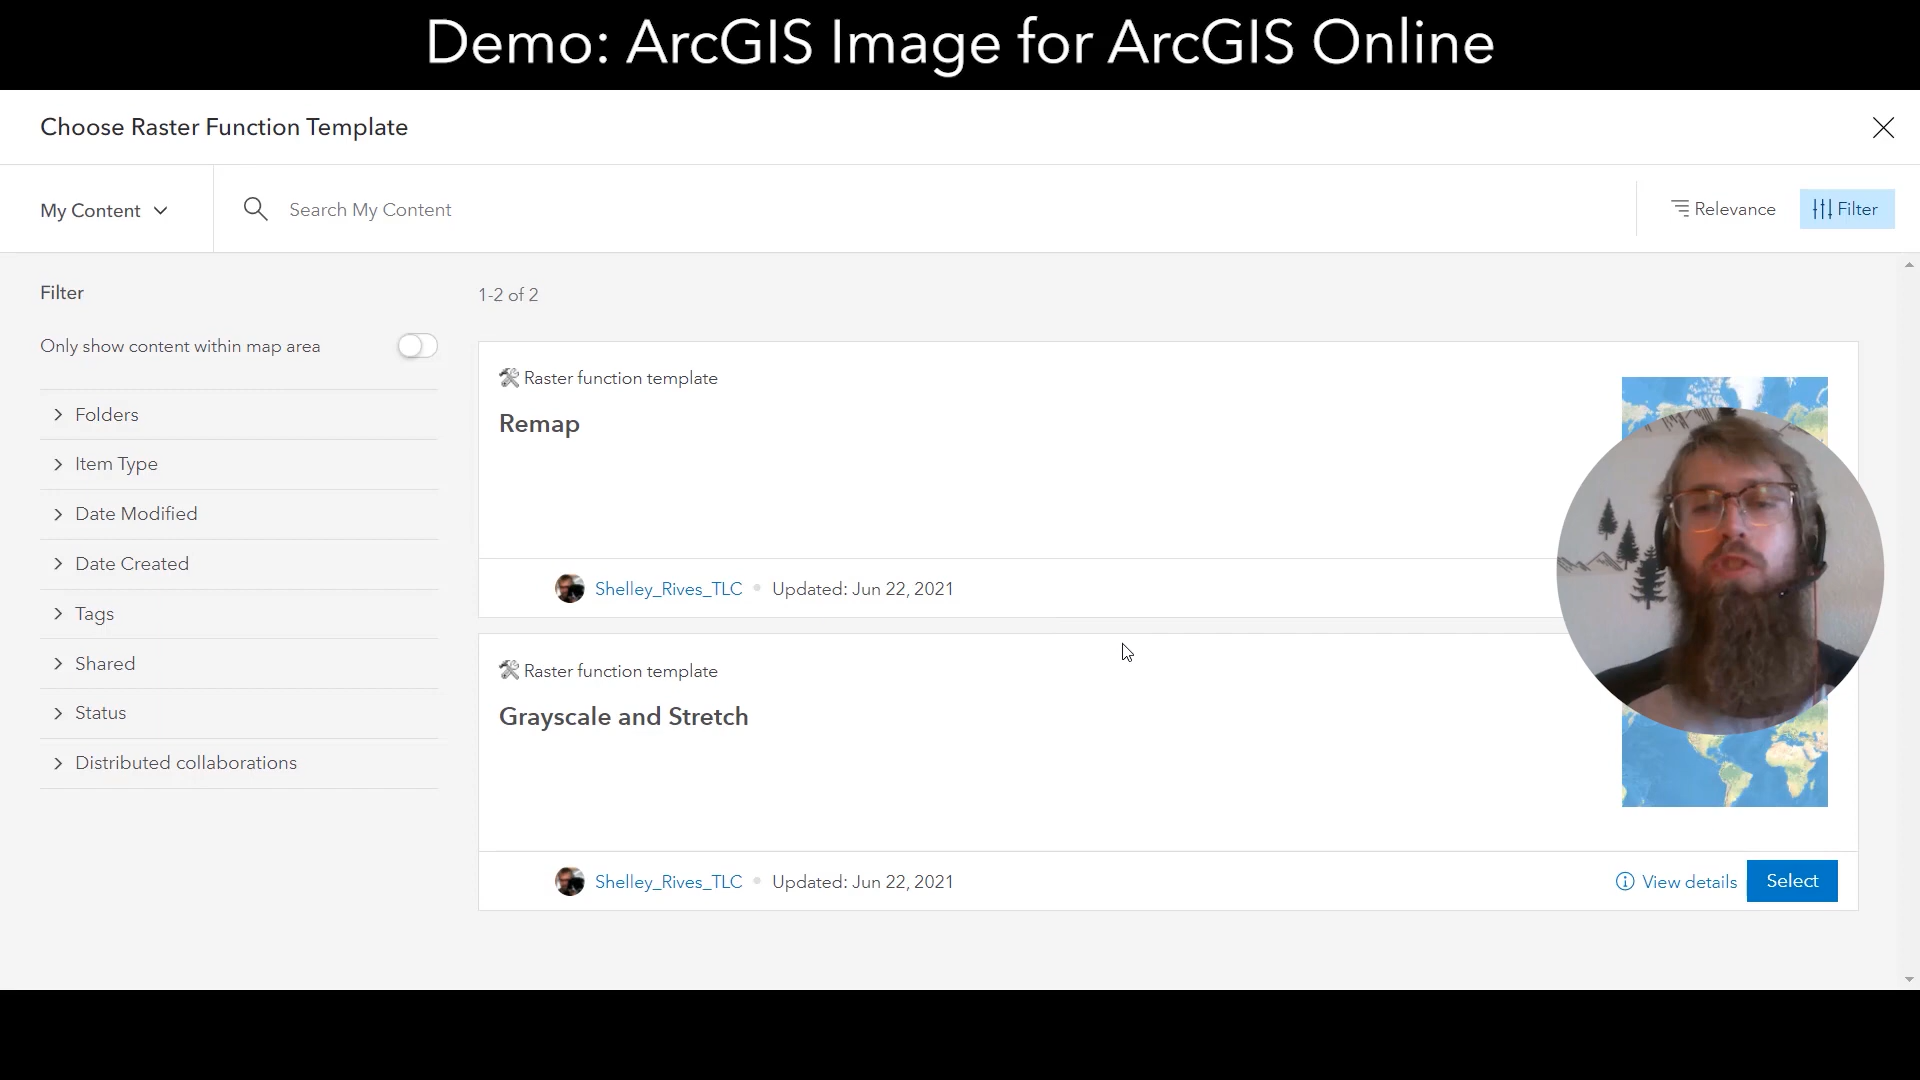 Demo: ArcGIS Image for ArcGIS Online
Choose Raster Function Template
My Content
Search My Content
Relevance
Filter
Filter
1-2 of 2
Only show content within map area
Folders
Item Type
Date Modified
Date Created
Tags
Shared
Status
Distributed collaborations
Raster function template
Remap
Shelley_Rives_TLC • Updated: Jun 22, 2021
Raster function template
Grayscale and Stretch
Shelley_Rives_TLC • Updated: Jun 22, 2021
View details
Select